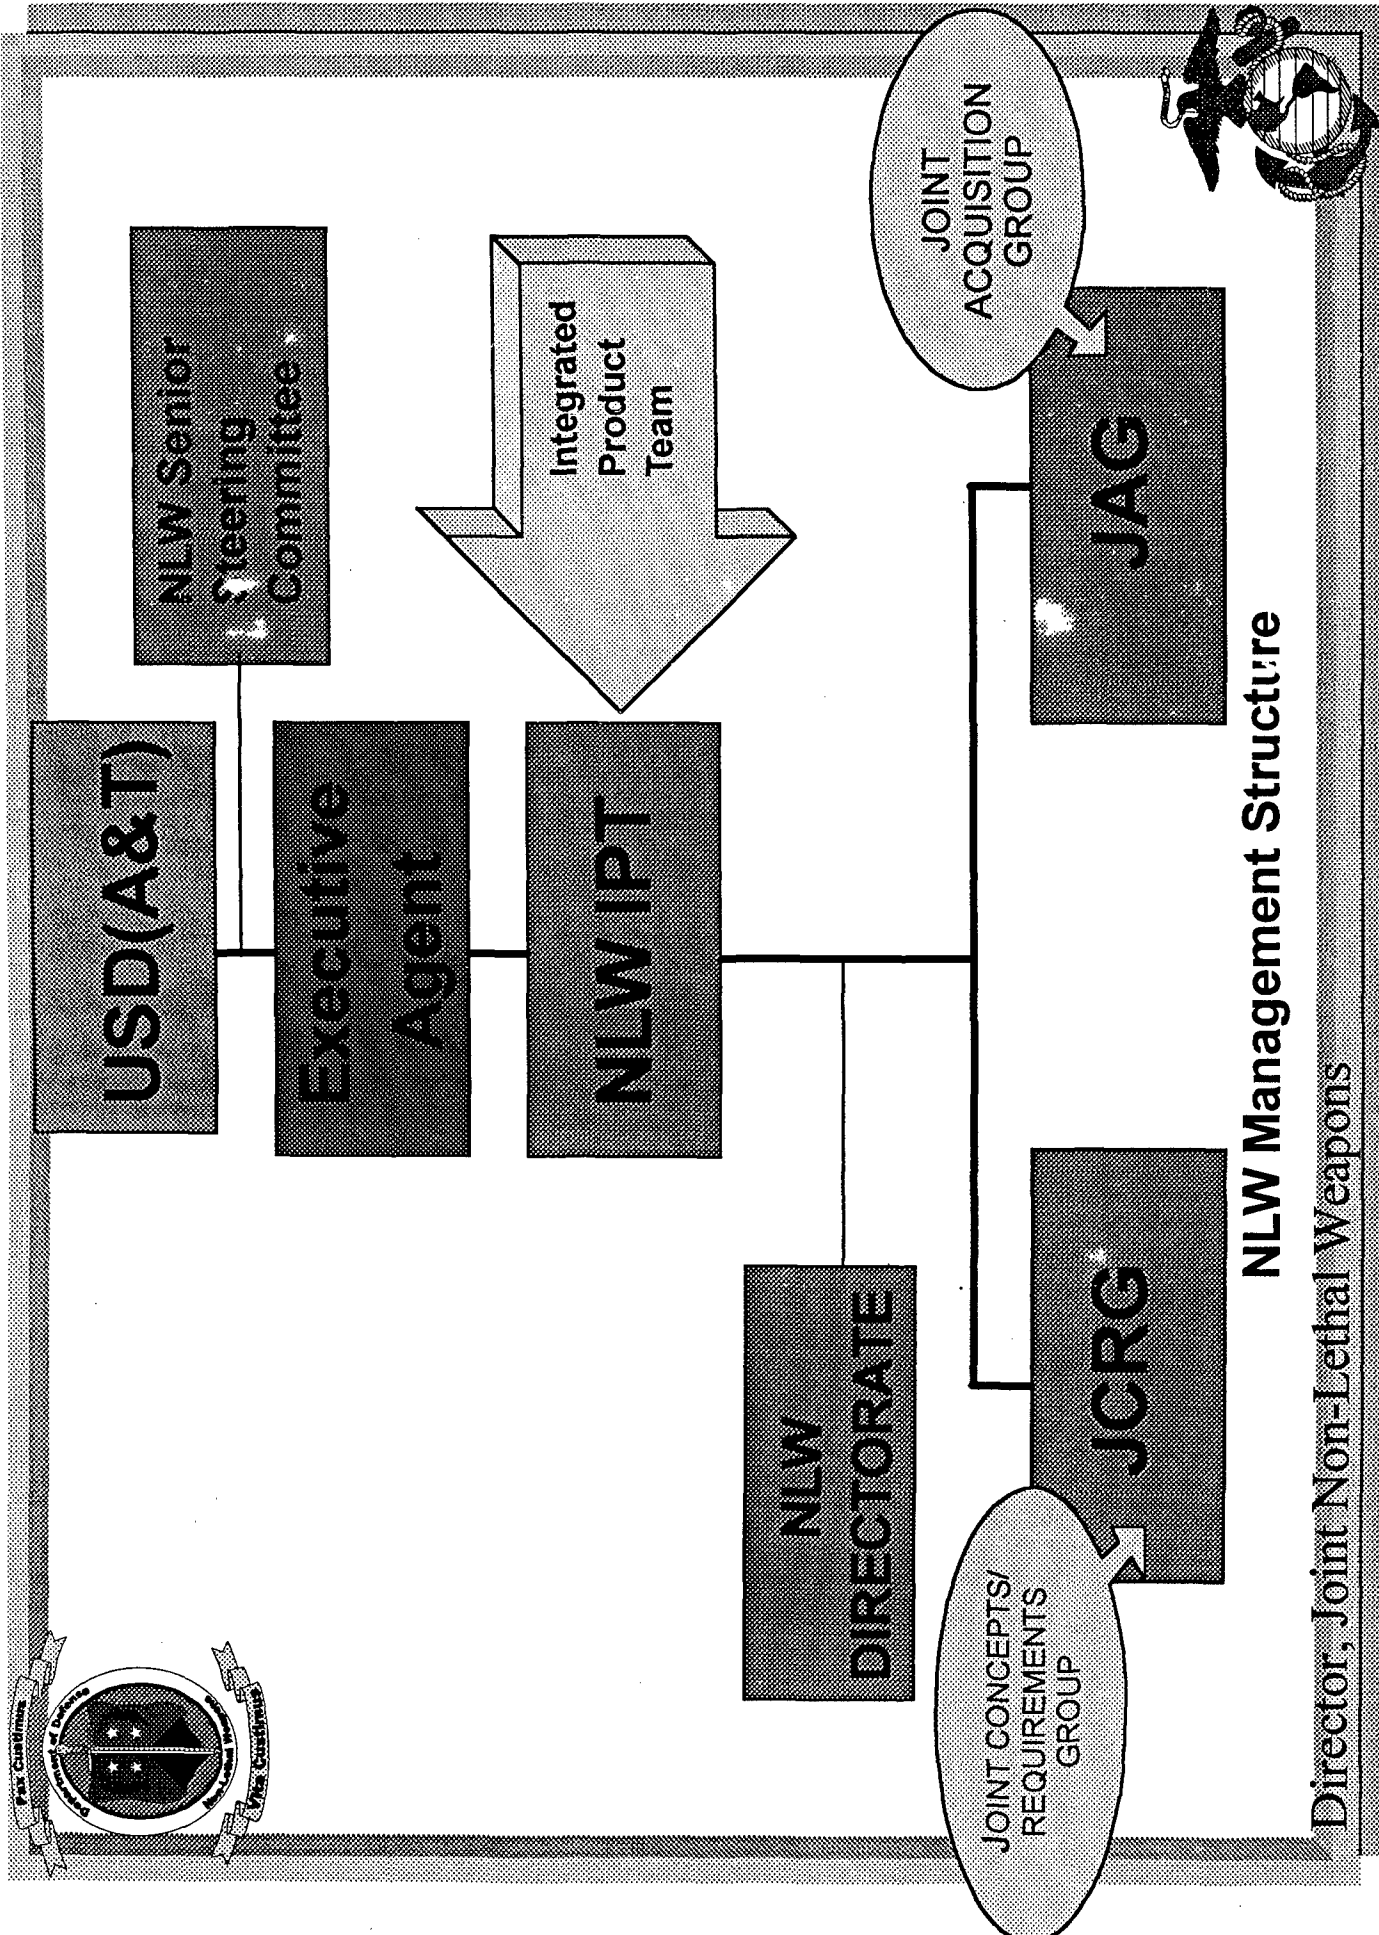 Pax Custimus
Department of Defense
Non-Lethal Weapons
Vita Custimus
USD(A&T)
NLW Senior
Steering
Committee
Executive
Agent
NLW IPT
Integrated
Product
Team
NLW
DIRECTORATE
JOINT CONCEPTS/
REQUIREMENTS
GROUP
JCRG
JOINT
ACQUISITION
GROUP
JAG
NLW Management Structure
Director, Joint Non-Lethal Weapons